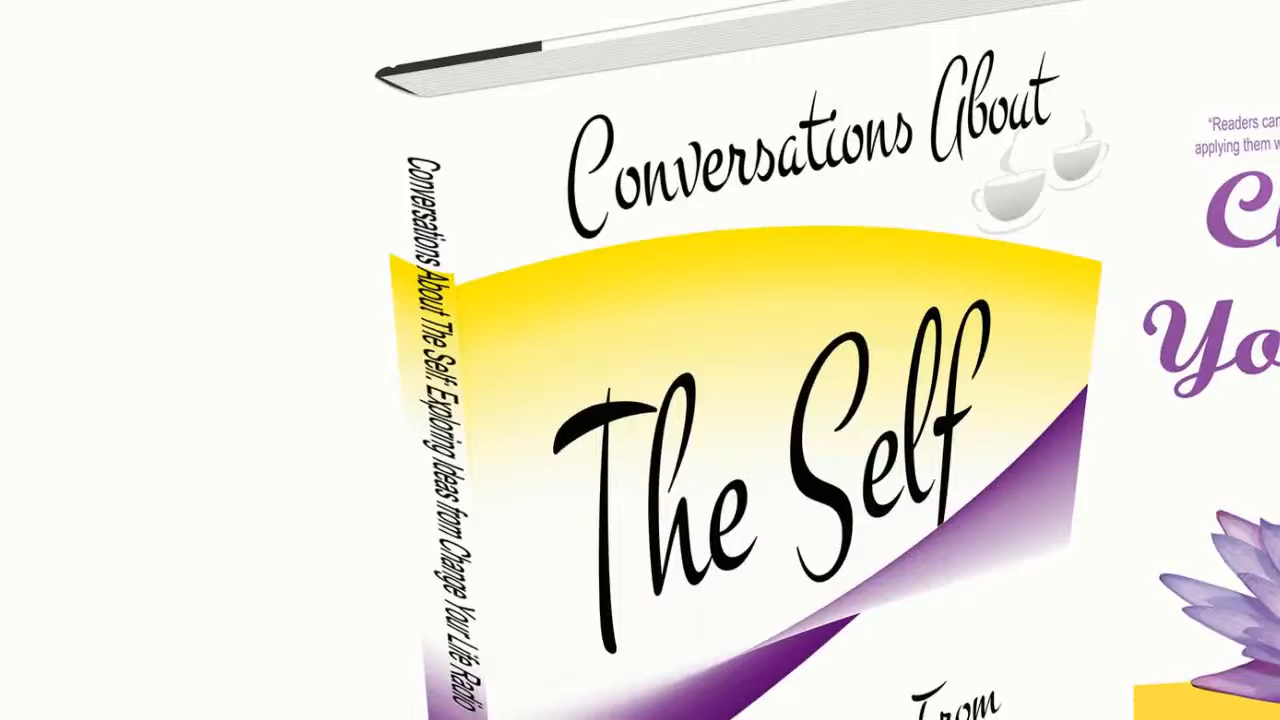 Conversations About
The Self
From
Conversations About The Self: Exploring Ideas from Change Your Life Radio
"Readers can
applying them w
Yo